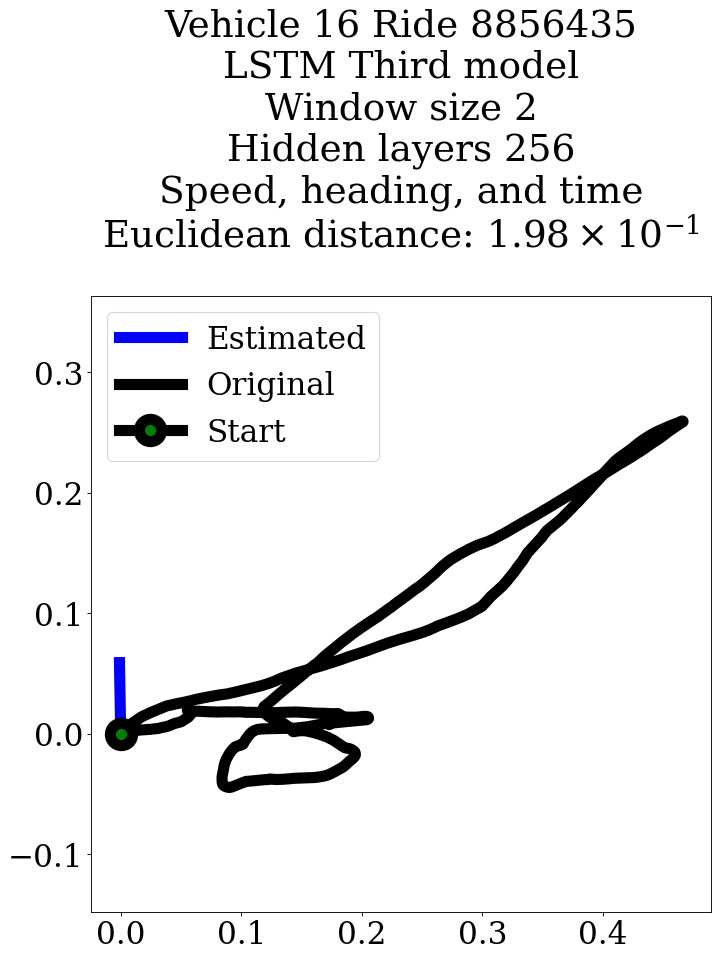 Vehicle 16 Ride 8856435
LSTM Third model
Window size 2
Hidden layers 256
Speed, heading, and time
Euclidean distance: 1.98 × 10⁻¹
Estimated
Original
Start
0.3
0.2
0.1
0.0
−0.1
0.0 0.1 0.2 0.3 0.4